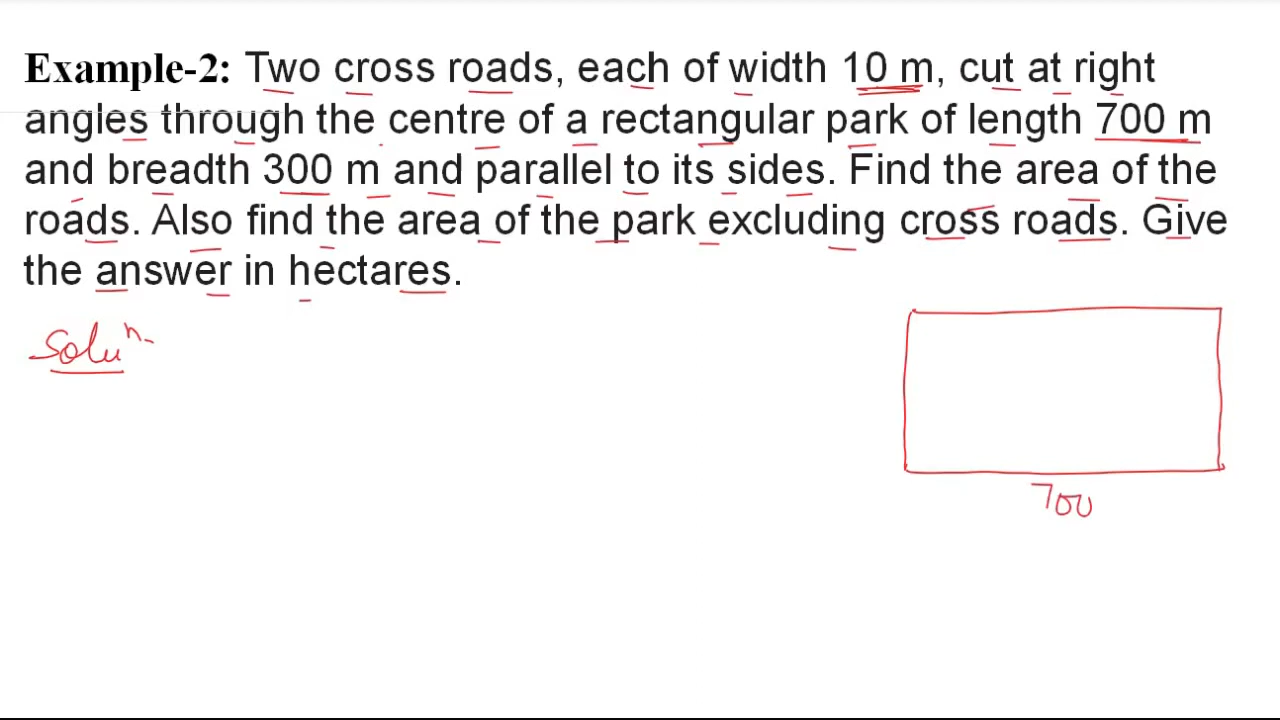 Example-2: Two cross roads, each of width 10 m, cut at right
angles through the centre of a rectangular park of length 700 m
and breadth 300 m and parallel to its sides. Find the area of the
roads. Also find the area of the park excluding cross roads. Give
the answer in hectares.
Soluⁿ-
700